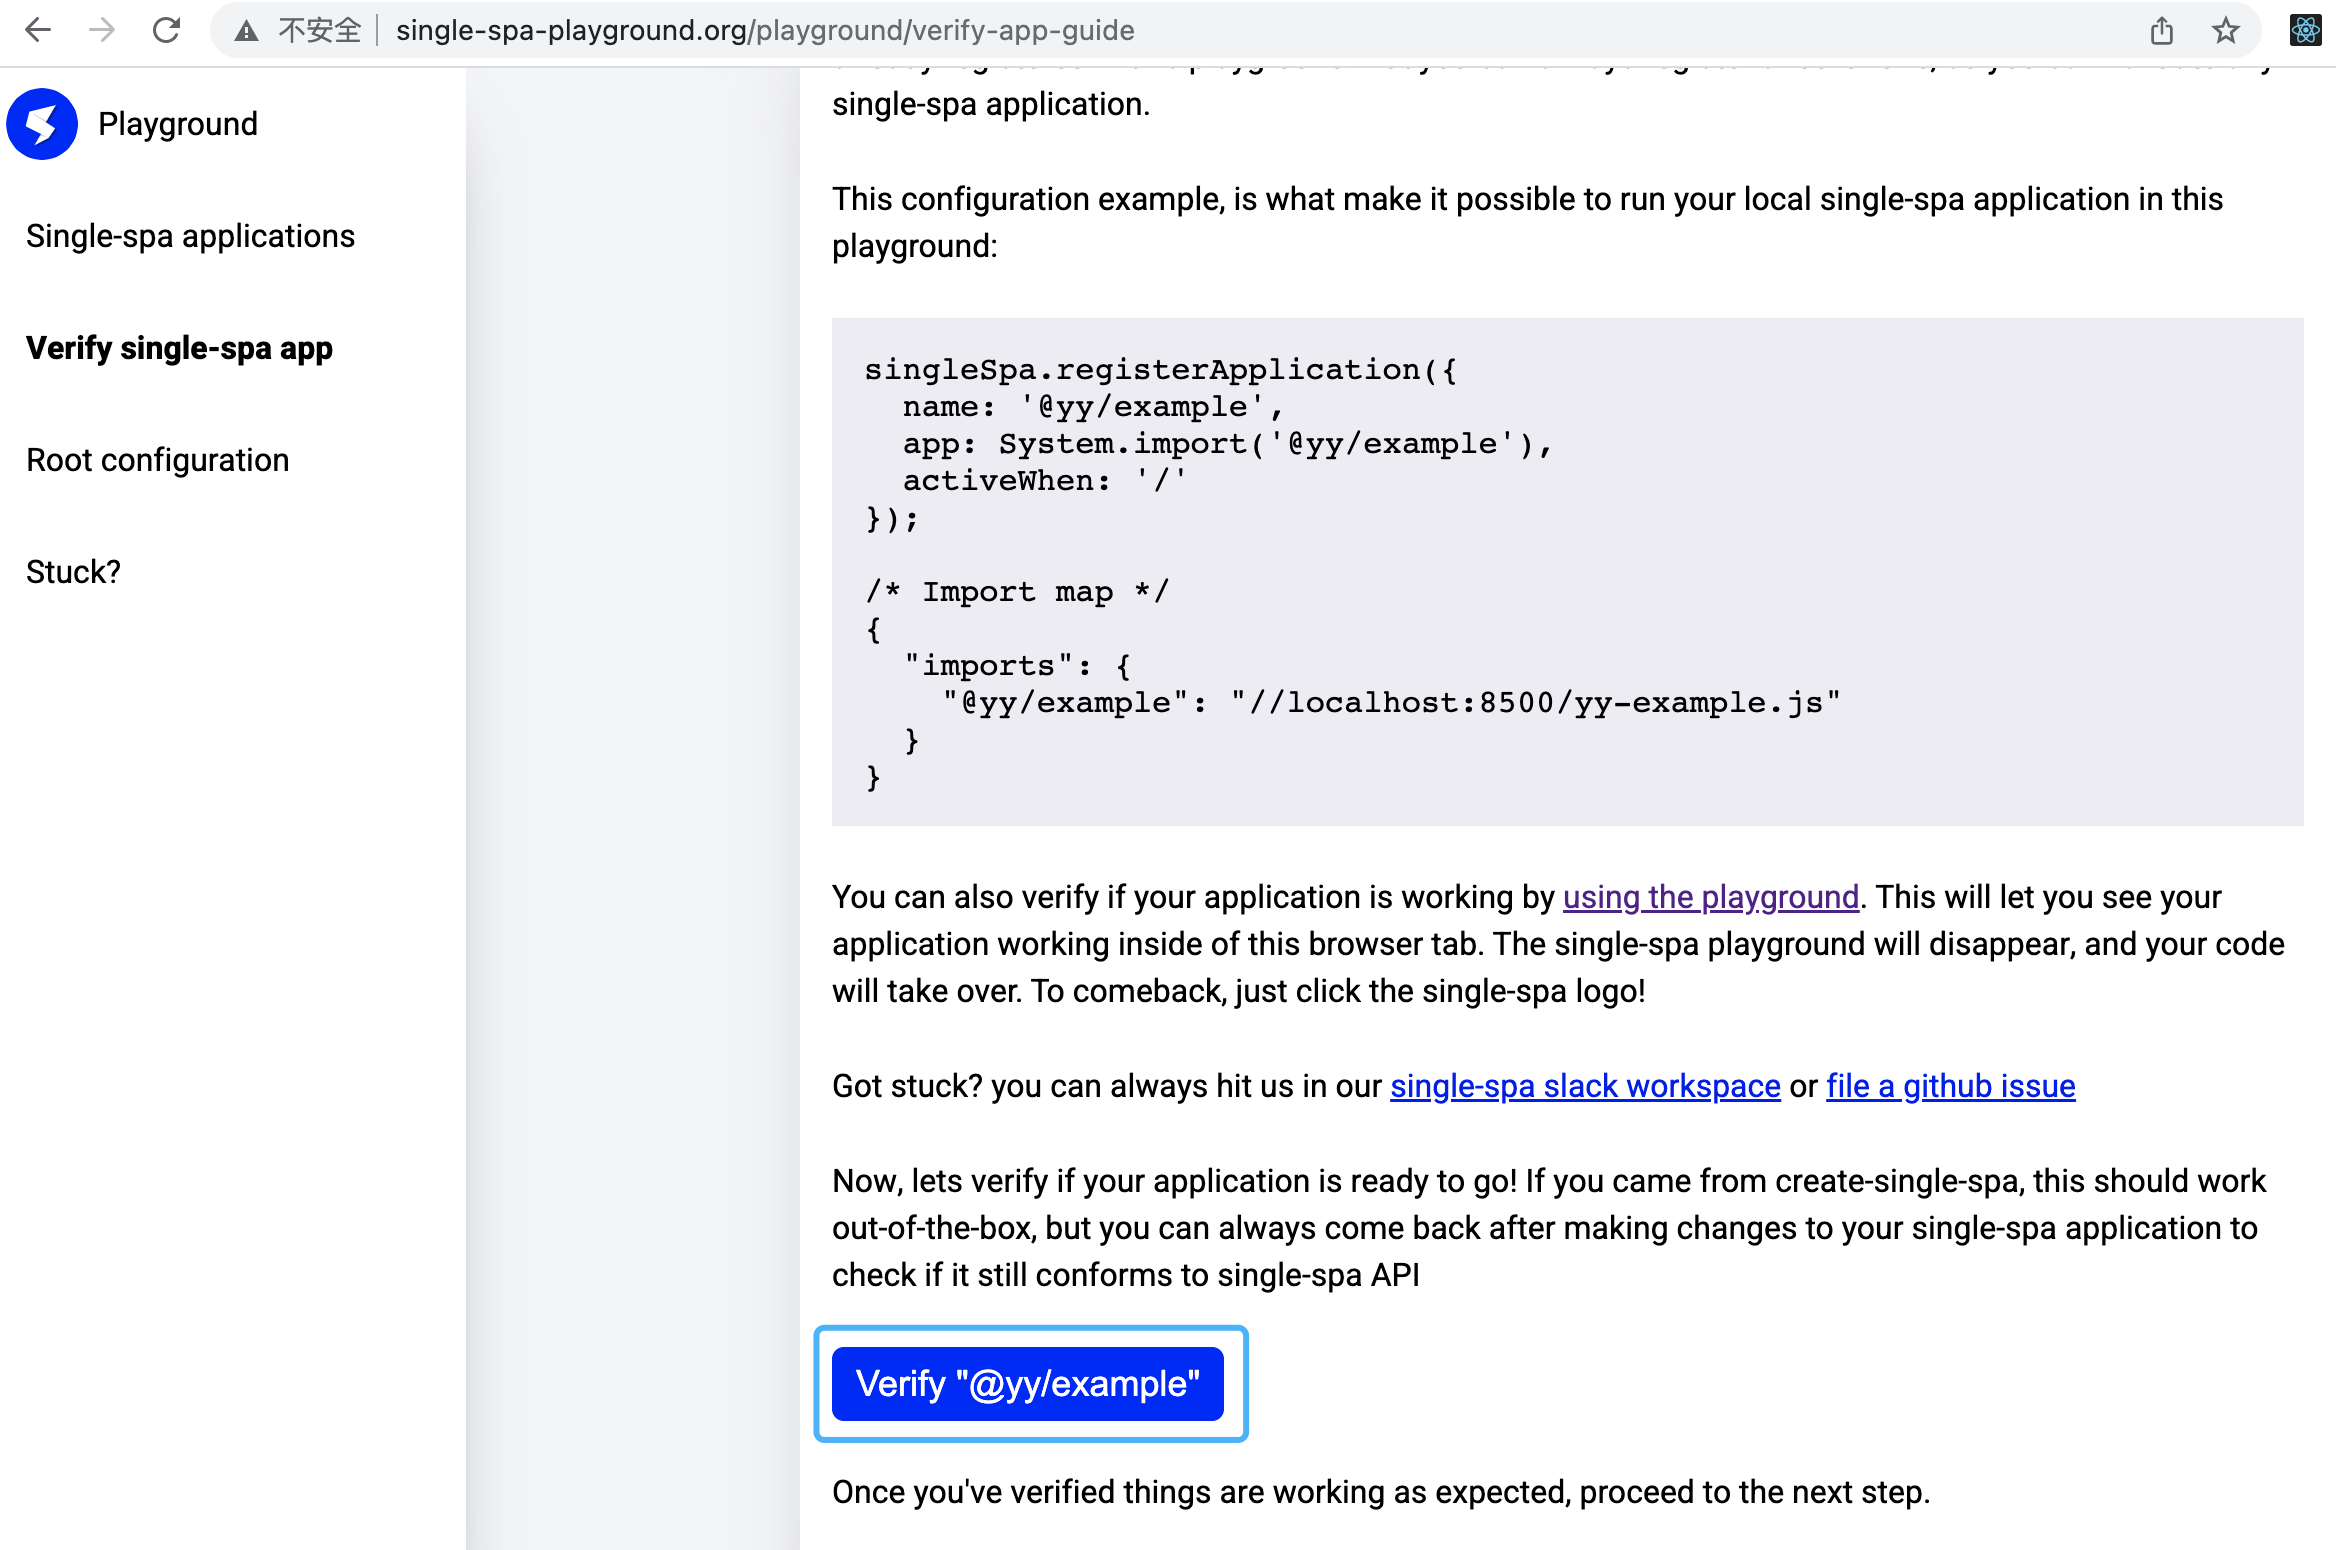 不安全 single-spa-playground.org/playground/verify-app-guide
Playground
Single-spa applications
Verify single-spa app
Root configuration
Stuck?
single-spa application.
This configuration example, is what make it possible to run your local single-spa application in this
playground:
singleSpa.registerApplication({
  name: '@yy/example',
  app: System.import('@yy/example'),
  activeWhen: '/'
});
/* Import map */
{
  "imports": {
    "@yy/example": "//localhost:8500/yy-example.js"
  }
}
You can also verify if your application is working by using the playground. This will let you see your
application working inside of this browser tab. The single-spa playground will disappear, and your code
will take over. To comeback, just click the single-spa logo!
Got stuck? you can always hit us in our single-spa slack workspace or file a github issue
Now, lets verify if your application is ready to go! If you came from create-single-spa, this should work
out-of-the-box, but you can always come back after making changes to your single-spa application to
check if it still conforms to single-spa API
Verify "@yy/example"
Once you've verified things are working as expected, proceed to the next step.